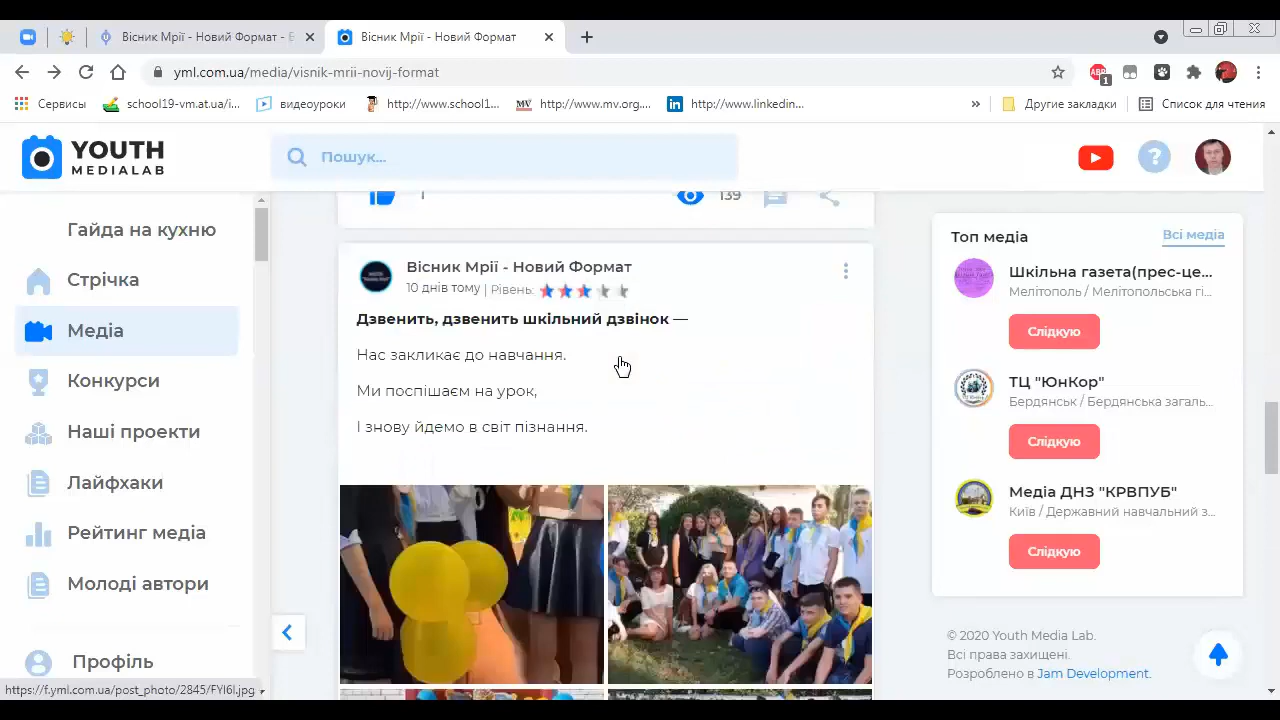 Вісник Мрії - Новий Формат - Е
Вісник Мрії - Новий Формат
yml.com.ua/media/visnik-mrii-novij-format
ABP
1
Сервисы
school19-vm.at.ua/i...
видеоуроки
http://www.school1...
MV
http://www.mv.org....
http://www.linkedin...
»
Другие закладки
Список для чтения
YOUTH
MEDIALAB
Пошук...
?
Гайда на кухню
Стрічка
Медіа
Конкурси
Наші проекти
Лайфхаки
Рейтинг медіа
Молоді автори
Профіль
https://f.yml.com.ua/post_photo/2845/FYI6l.jpg
1
139
Вісник Мрії - Новий Формат
10 днів тому | Рівень:
Дзвенить, дзвенить шкільний дзвінок —
Нас закликає до навчання.
Ми поспішаєм на урок,
І знову йдемо в світ пізнання.
Топ медіа
Всі медіа
Шкільна газета(прес-це...
Мелітополь / Мелітопольська гі...
Слідкую
ТЦ "ЮнКор"
Бердянськ / Бердянська загаль...
Слідкую
Медіа ДНЗ "КРВПУБ"
Київ / Державний навчальний з...
Слідкую
© 2020 Youth Media Lab.
Всі права захищені.
Розроблено в Jam Development.